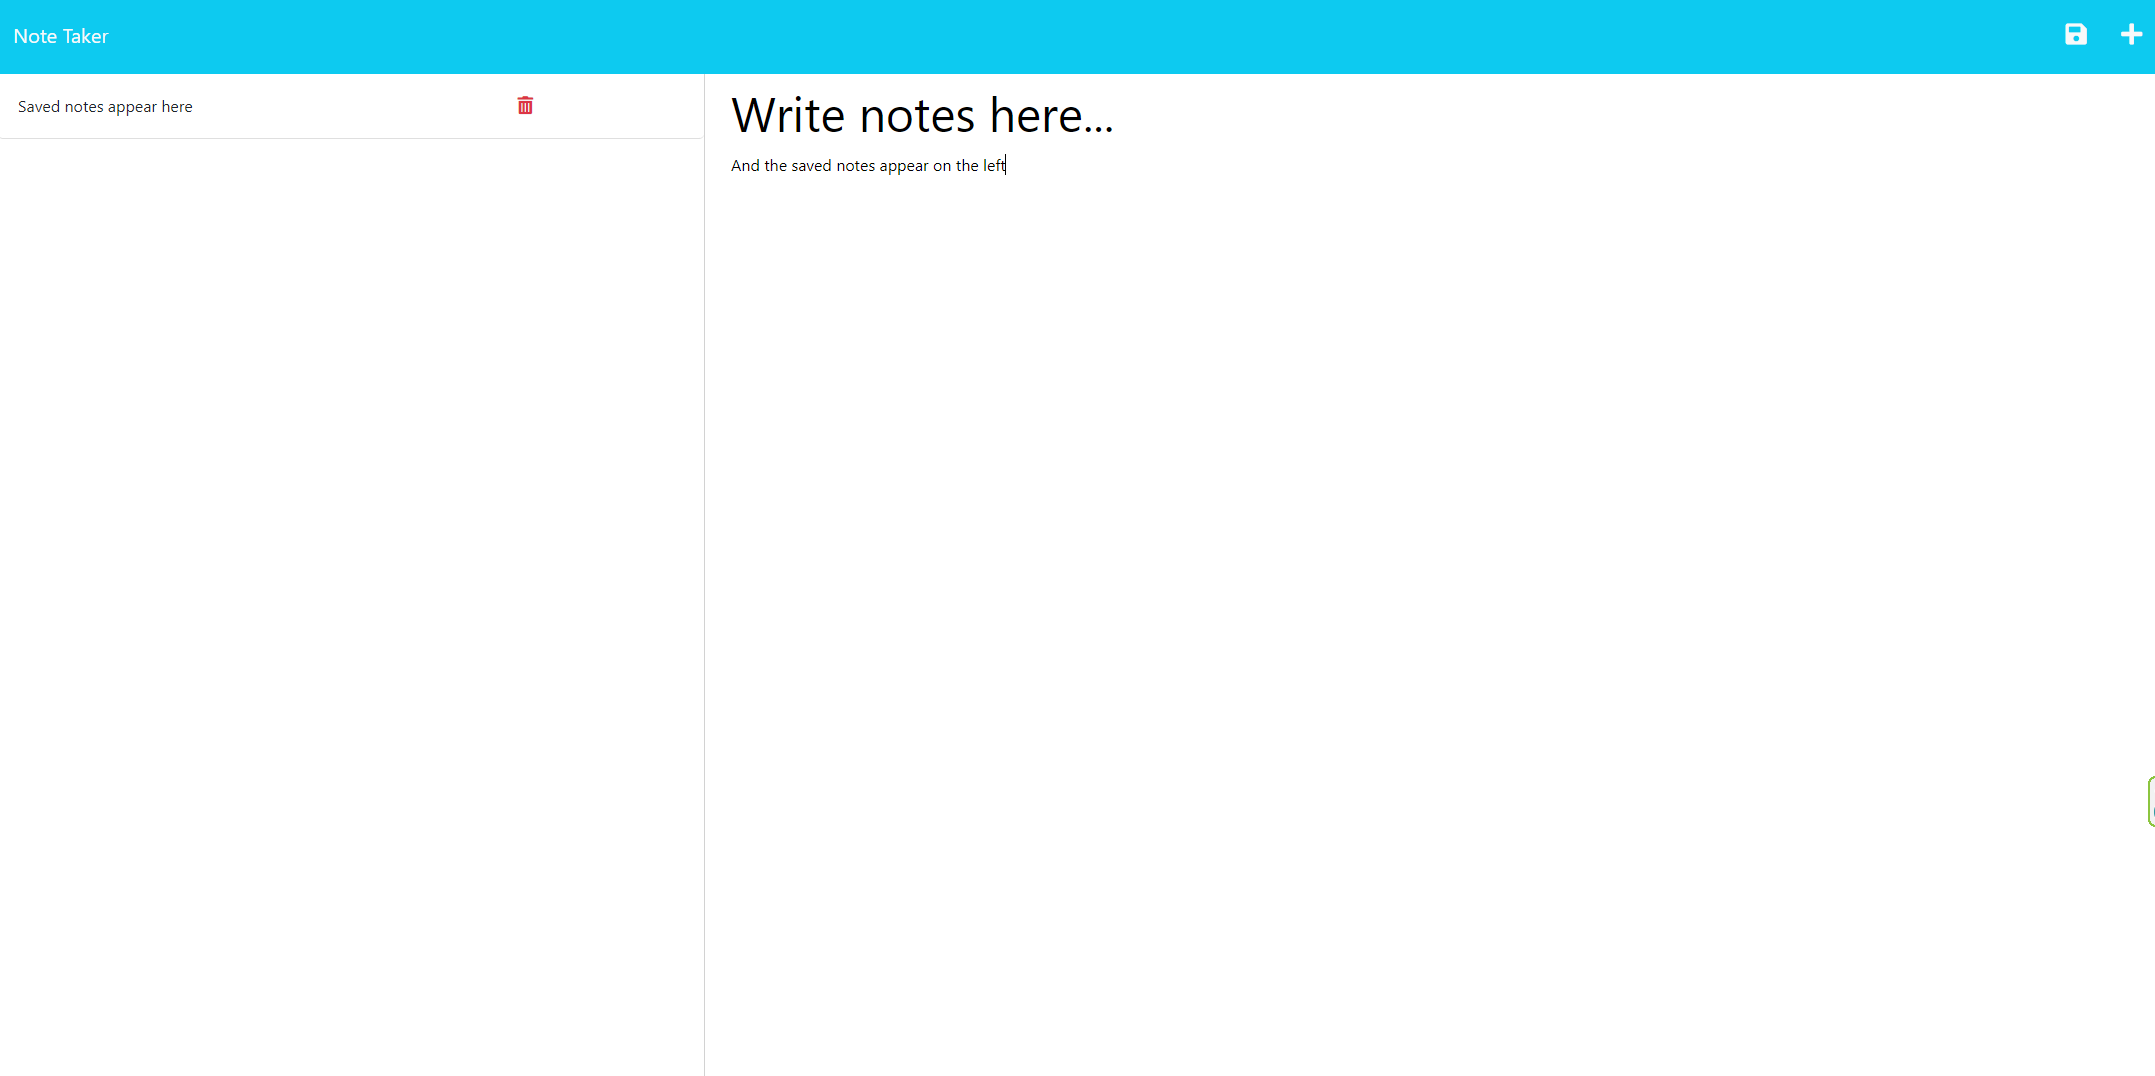 Note Taker
Saved notes appear here
Write notes here...
And the saved notes appear on the left